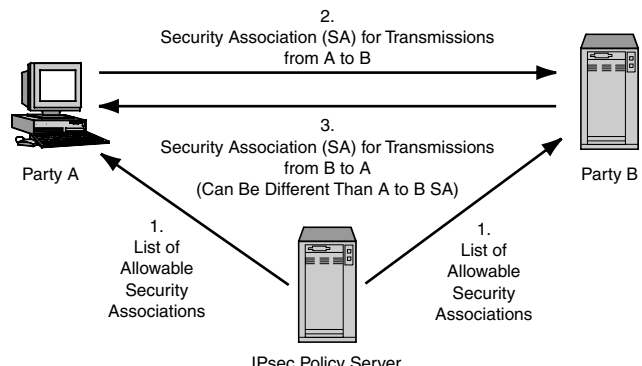 2.
Security Association (SA) for Transmissions
from A to B
3.
Security Association (SA) for Transmissions
from B to A
(Can Be Different Than A to B SA)
Party A
Party B
1.
List of
Allowable
Security
Associations
1.
List of
Allowable
Security
Associations
IPsec Policy Server